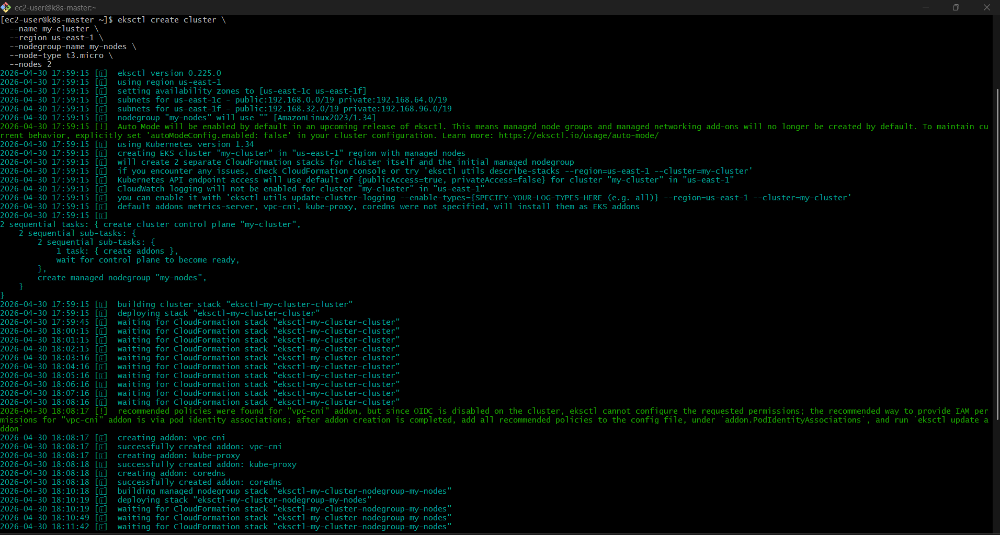 ec2-user@k8s-master:~
[ec2-user@k8s-master ~]$ eksctl create cluster \
  --name my-cluster \
  --region us-east-1 \
  --nodegroup-name my-nodes \
  --node-type t3.micro \
  --nodes 2
2026-04-30 17:59:15 [ℹ]  eksctl version 0.225.0
2026-04-30 17:59:15 [ℹ]  using region us-east-1
2026-04-30 17:59:15 [ℹ]  setting availability zones to [us-east-1c us-east-1f]
2026-04-30 17:59:15 [ℹ]  subnets for us-east-1c - public:192.168.0.0/19 private:192.168.64.0/19
2026-04-30 17:59:15 [ℹ]  subnets for us-east-1f - public:192.168.32.0/19 private:192.168.96.0/19
2026-04-30 17:59:15 [ℹ]  nodegroup "my-nodes" will use "" [AmazonLinux2023/1.34]
2026-04-30 17:59:15 [!]  Auto Mode will be enabled by default in an upcoming release of eksctl. This means managed node groups and managed networking add-ons will no longer be created by default. To maintain cu
rrent behavior, explicitly set 'autoModeConfig.enabled: false' in your cluster configuration. Learn more: https://eksctl.io/usage/auto-mode/
2026-04-30 17:59:15 [ℹ]  using Kubernetes version 1.34
2026-04-30 17:59:15 [ℹ]  creating EKS cluster "my-cluster" in "us-east-1" region with managed nodes
2026-04-30 17:59:15 [ℹ]  will create 2 separate CloudFormation stacks for cluster itself and the initial managed nodegroup
2026-04-30 17:59:15 [ℹ]  if you encounter any issues, check CloudFormation console or try 'eksctl utils describe-stacks --region=us-east-1 --cluster=my-cluster'
2026-04-30 17:59:15 [ℹ]  Kubernetes API endpoint access will use default of {publicAccess=true, privateAccess=false} for cluster "my-cluster" in "us-east-1"
2026-04-30 17:59:15 [ℹ]  CloudWatch logging will not be enabled for cluster "my-cluster" in "us-east-1"
2026-04-30 17:59:15 [ℹ]  you can enable it with 'eksctl utils update-cluster-logging --enable-types={SPECIFY-YOUR-LOG-TYPES-HERE (e.g. all)} --region=us-east-1 --cluster=my-cluster'
2026-04-30 17:59:15 [ℹ]  default addons metrics-server, vpc-cni, kube-proxy, coredns were not specified, will install them as EKS addons
2026-04-30 17:59:15 [ℹ]
2 sequential tasks: { create cluster control plane "my-cluster",
    2 sequential sub-tasks: {
        2 sequential sub-tasks: {
            1 task: { create addons },
            wait for control plane to become ready,
        },
        create managed nodegroup "my-nodes",
    }
}
2026-04-30 17:59:15 [ℹ]  building cluster stack "eksctl-my-cluster-cluster"
2026-04-30 17:59:15 [ℹ]  deploying stack "eksctl-my-cluster-cluster"
2026-04-30 17:59:45 [ℹ]  waiting for CloudFormation stack "eksctl-my-cluster-cluster"
2026-04-30 18:00:15 [ℹ]  waiting for CloudFormation stack "eksctl-my-cluster-cluster"
2026-04-30 18:01:15 [ℹ]  waiting for CloudFormation stack "eksctl-my-cluster-cluster"
2026-04-30 18:02:15 [ℹ]  waiting for CloudFormation stack "eksctl-my-cluster-cluster"
2026-04-30 18:03:16 [ℹ]  waiting for CloudFormation stack "eksctl-my-cluster-cluster"
2026-04-30 18:04:16 [ℹ]  waiting for CloudFormation stack "eksctl-my-cluster-cluster"
2026-04-30 18:05:16 [ℹ]  waiting for CloudFormation stack "eksctl-my-cluster-cluster"
2026-04-30 18:06:16 [ℹ]  waiting for CloudFormation stack "eksctl-my-cluster-cluster"
2026-04-30 18:07:16 [ℹ]  waiting for CloudFormation stack "eksctl-my-cluster-cluster"
2026-04-30 18:08:16 [ℹ]  waiting for CloudFormation stack "eksctl-my-cluster-cluster"
2026-04-30 18:08:17 [!]  recommended policies were found for "vpc-cni" addon, but since OIDC is disabled on the cluster, eksctl cannot configure the requested permissions; the recommended way to provide IAM per
missions for "vpc-cni" addon is via pod identity associations; after addon creation is completed, add all recommended policies to the config file, under `addon.PodIdentityAssociations`, and run `eksctl update a
ddon`
2026-04-30 18:08:17 [ℹ]  creating addon: vpc-cni
2026-04-30 18:08:17 [ℹ]  successfully created addon: vpc-cni
2026-04-30 18:08:17 [ℹ]  creating addon: kube-proxy
2026-04-30 18:08:18 [ℹ]  successfully created addon: kube-proxy
2026-04-30 18:08:18 [ℹ]  creating addon: coredns
2026-04-30 18:08:18 [ℹ]  successfully created addon: coredns
2026-04-30 18:10:18 [ℹ]  building managed nodegroup stack "eksctl-my-cluster-nodegroup-my-nodes"
2026-04-30 18:10:19 [ℹ]  deploying stack "eksctl-my-cluster-nodegroup-my-nodes"
2026-04-30 18:10:19 [ℹ]  waiting for CloudFormation stack "eksctl-my-cluster-nodegroup-my-nodes"
2026-04-30 18:10:49 [ℹ]  waiting for CloudFormation stack "eksctl-my-cluster-nodegroup-my-nodes"
2026-04-30 18:11:42 [ℹ]  waiting for CloudFormation stack "eksctl-my-cluster-nodegroup-my-nodes"